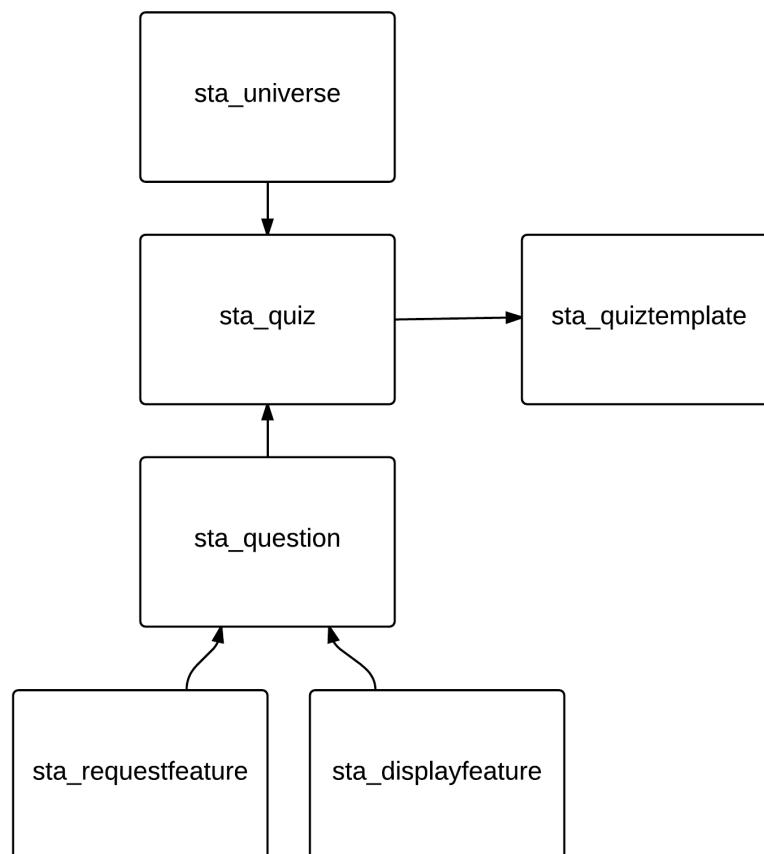 sta_universe
sta_quiz
sta_quiztemplate
sta_question
sta_requestfeature
sta_displayfeature